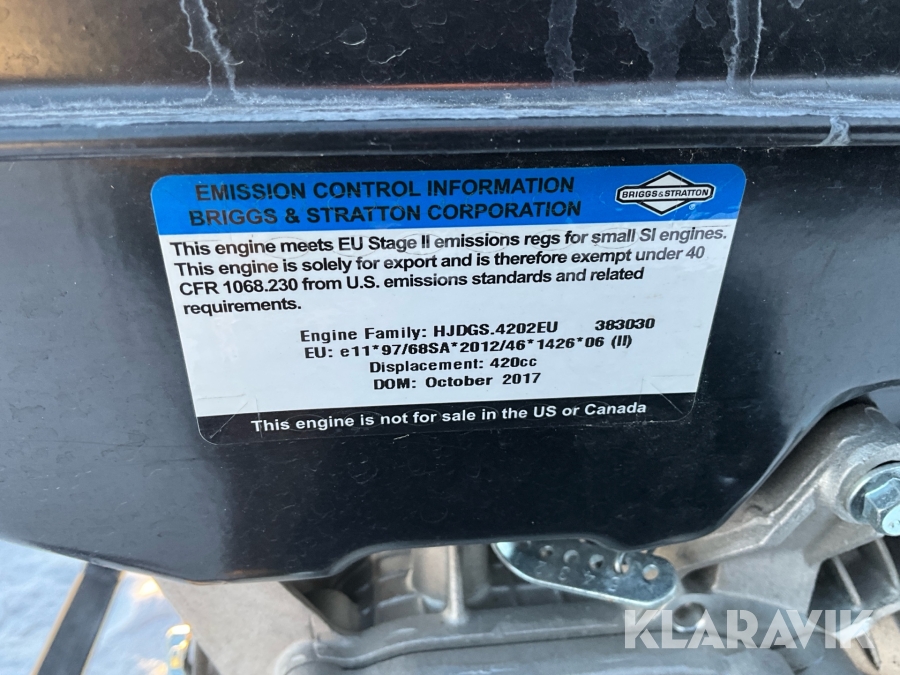 EMISSION CONTROL INFORMATION
BRIGGS & STRATTON CORPORATION
BRIGGS & STRATTON
®
This engine meets EU Stage II emissions regs for small SI engines.
This engine is solely for export and is therefore exempt under 40
CFR 1068.230 from U.S. emissions standards and related
requirements.
Engine Family: HJDGS.4202EU 383030
EU: e11*97/68SA*2012/46*1426*06 (II)
Displacement: 420cc
DOM: October 2017
This engine is not for sale in the US or Canada
KLARAVIK